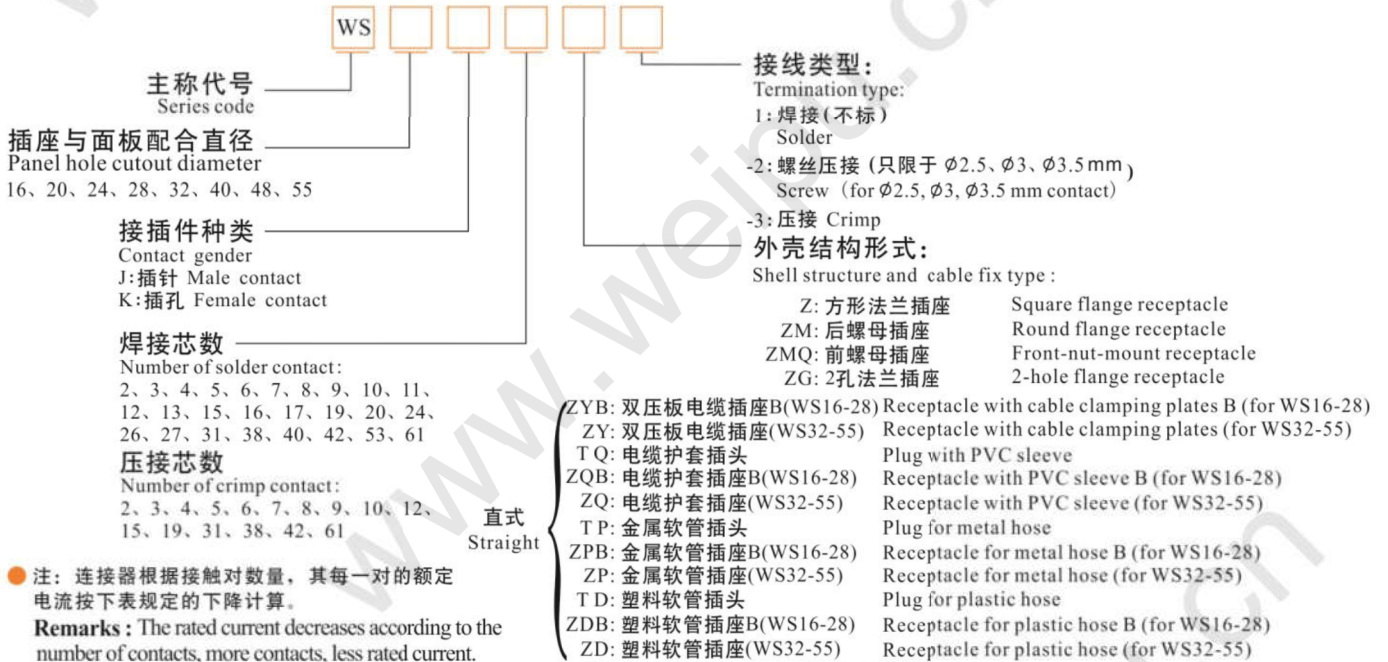 WS
主称代号
Series code
插座与面板配合直径
Panel hole cutout diameter
16、20、24、28、32、40、48、55
接插件种类
Contact gender
J:插针 Male contact
K:插孔 Female contact
焊接芯数
Number of solder contact:
2、3、4、5、6、7、8、9、10、11、
12、13、15、16、17、19、20、24、
26、27、31、38、40、42、53、61
压接芯数
Number of crimp contact:
2、3、4、5、6、7、8、9、10、12、
15、19、31、38、42、61
注: 连接器根据接触对数量, 其每一对的额定
电流按下表规定的下降计算.
Remarks : The rated current decreases according to the
number of contacts, more contacts, less rated current.
接线类型:
Termination type:
1:焊接(不标)
Solder
-2:螺丝压接 (只限于 Ø2.5、Ø3、Ø3.5mm)
Screw (for Ø2.5, Ø3, Ø3.5 mm contact)
-3:压接 Crimp
外壳结构形式:
Shell structure and cable fix type :
Z: 方形法兰插座 Square flange receptacle
ZM: 后螺母插座 Round flange receptacle
ZMQ: 前螺母插座 Front-nut-mount receptacle
ZG: 2孔法兰插座 2-hole flange receptacle
直式
Straight
ZYB: 双压板电缆插座B(WS16-28) Receptacle with cable clamping plates B (for WS16-28)
ZY: 双压板电缆插座(WS32-55) Receptacle with cable clamping plates (for WS32-55)
TQ: 电缆护套插头 Plug with PVC sleeve
ZQB: 电缆护套插座B(WS16-28) Receptacle with PVC sleeve B (for WS16-28)
ZQ: 电缆护套插座(WS32-55) Receptacle with PVC sleeve (for WS32-55)
TP: 金属软管插头 Plug for metal hose
ZPB: 金属软管插座B(WS16-28) Receptacle for metal hose B (for WS16-28)
ZP: 金属软管插座(WS32-55) Receptacle for metal hose (for WS32-55)
TD: 塑料软管插头 Plug for plastic hose
ZDB: 塑料软管插座B(WS16-28) Receptacle for plastic hose B (for WS16-28)
ZD: 塑料软管插座(WS32-55) Receptacle for plastic hose (for WS32-55)
www.weipu.cn